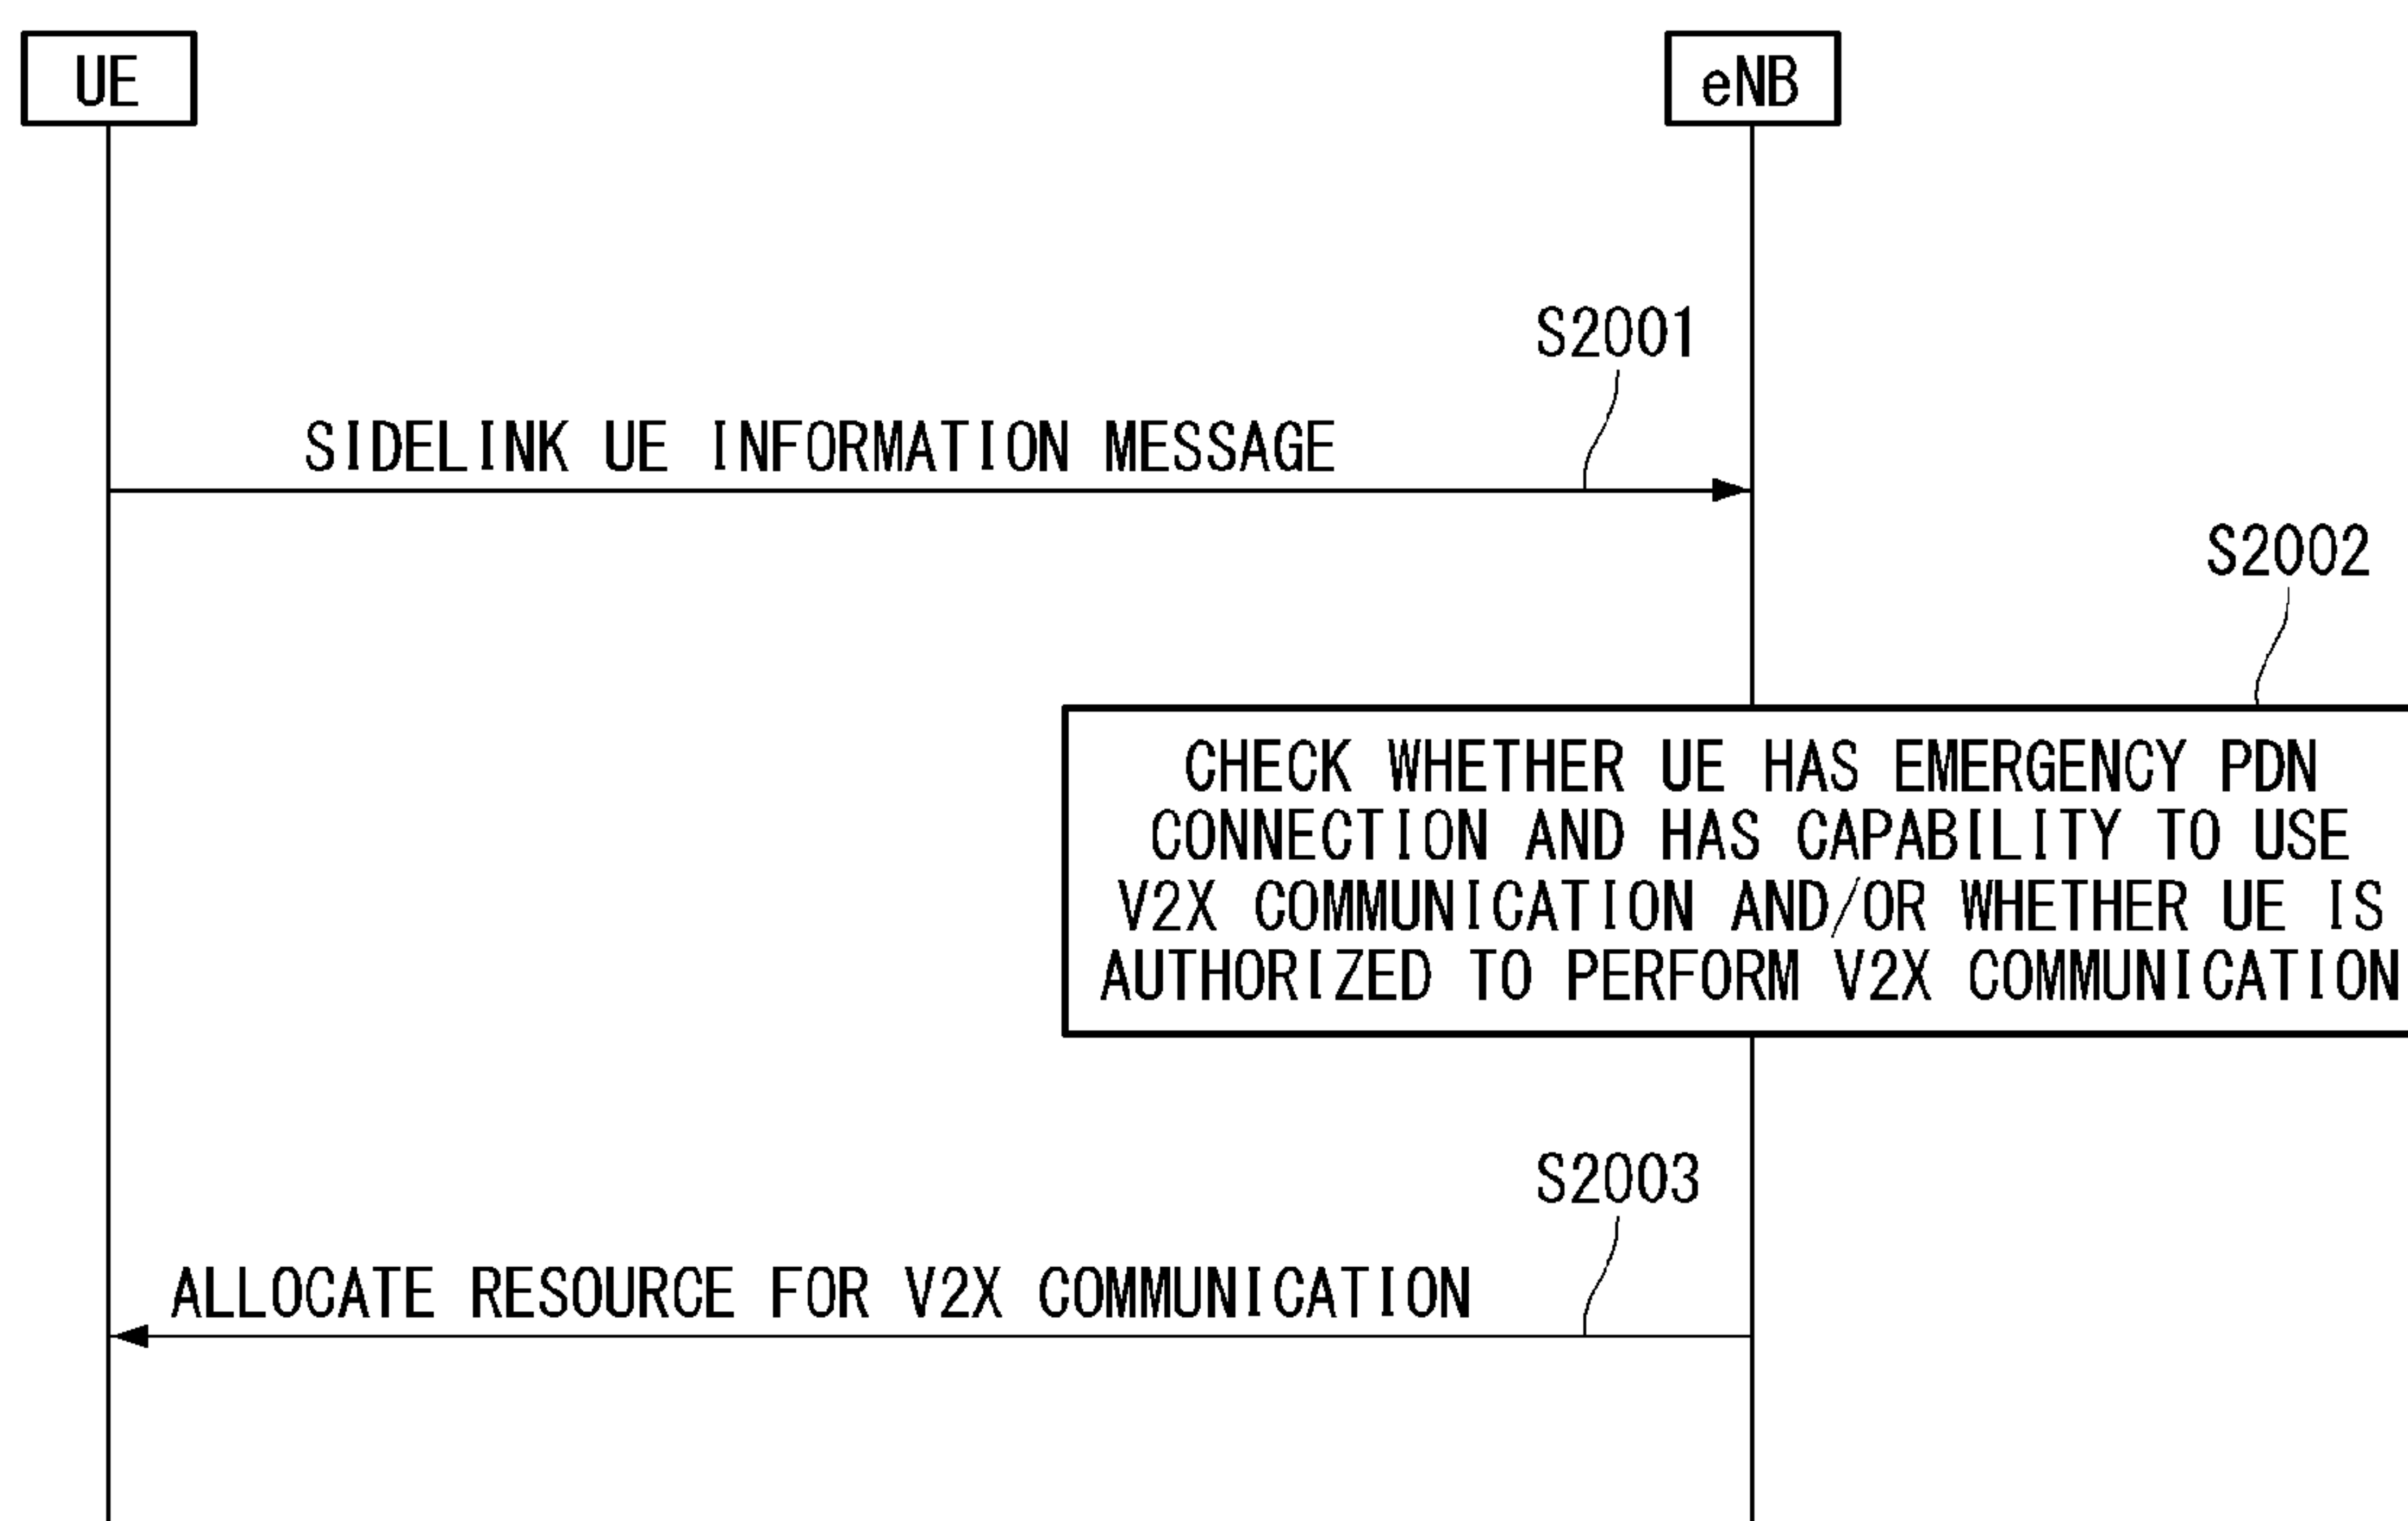 UE
eNB
S2001
SIDELINK UE INFORMATION MESSAGE
S2002
CHECK WHETHER UE HAS EMERGENCY PDN
CONNECTION AND HAS CAPABILITY TO USE
V2X COMMUNICATION AND/OR WHETHER UE IS
AUTHORIZED TO PERFORM V2X COMMUNICATION
S2003
ALLOCATE RESOURCE FOR V2X COMMUNICATION